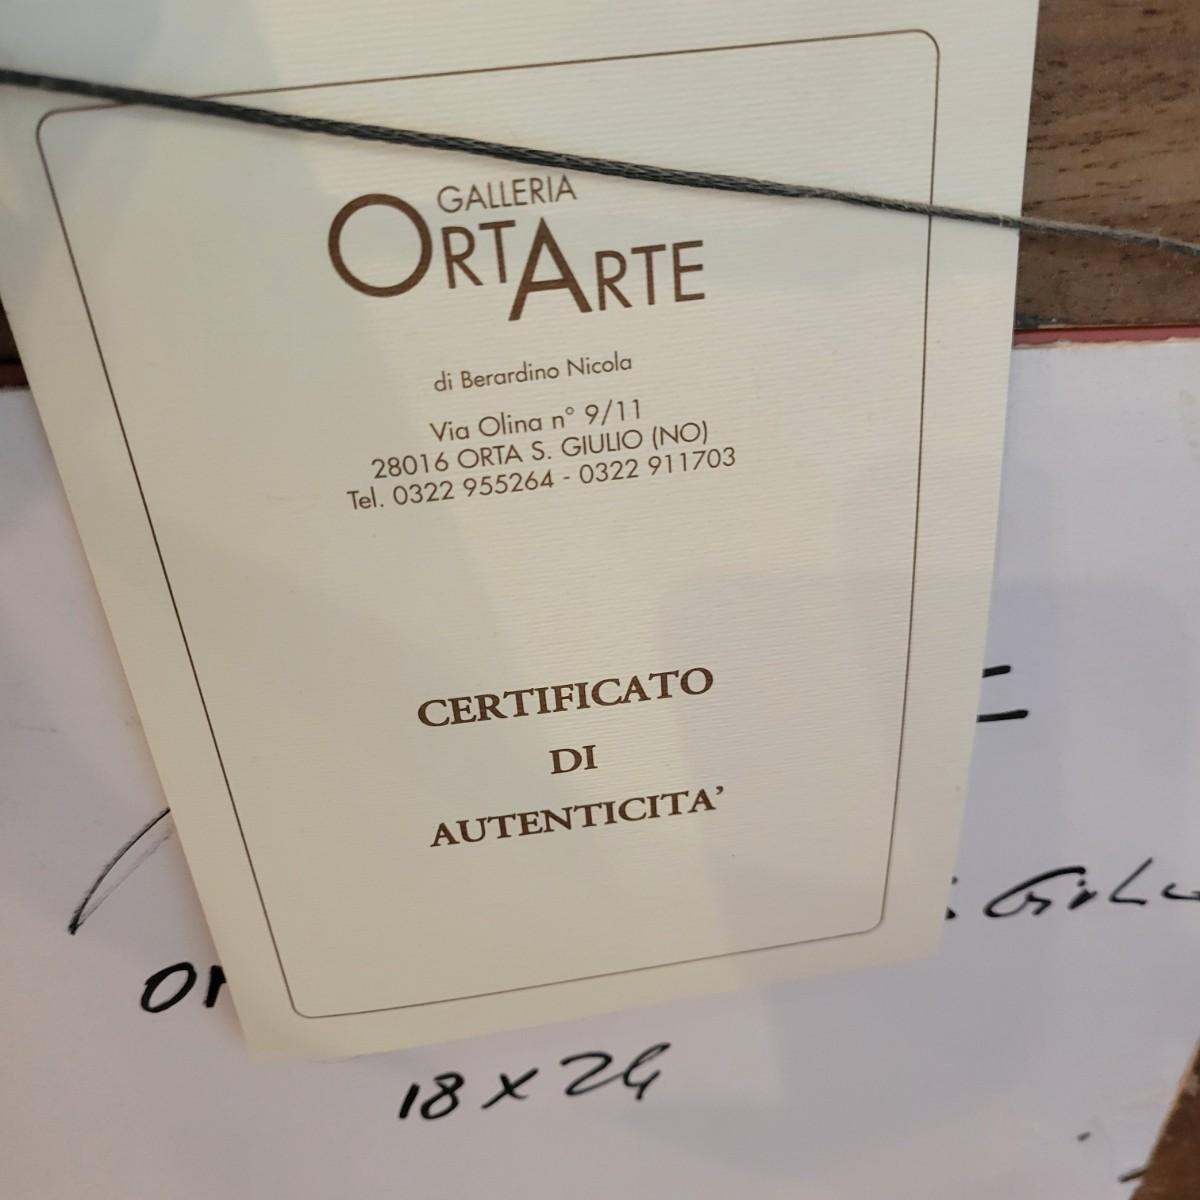 GALLERIA
ORTARTE
di Berardino Nicola
Via Olina n° 9/11
28016 ORTA S. GIULIO (NO)
Tel. 0322 955264 - 0322 911703
CERTIFICATO
DI
AUTENTICITA'
18 x 24